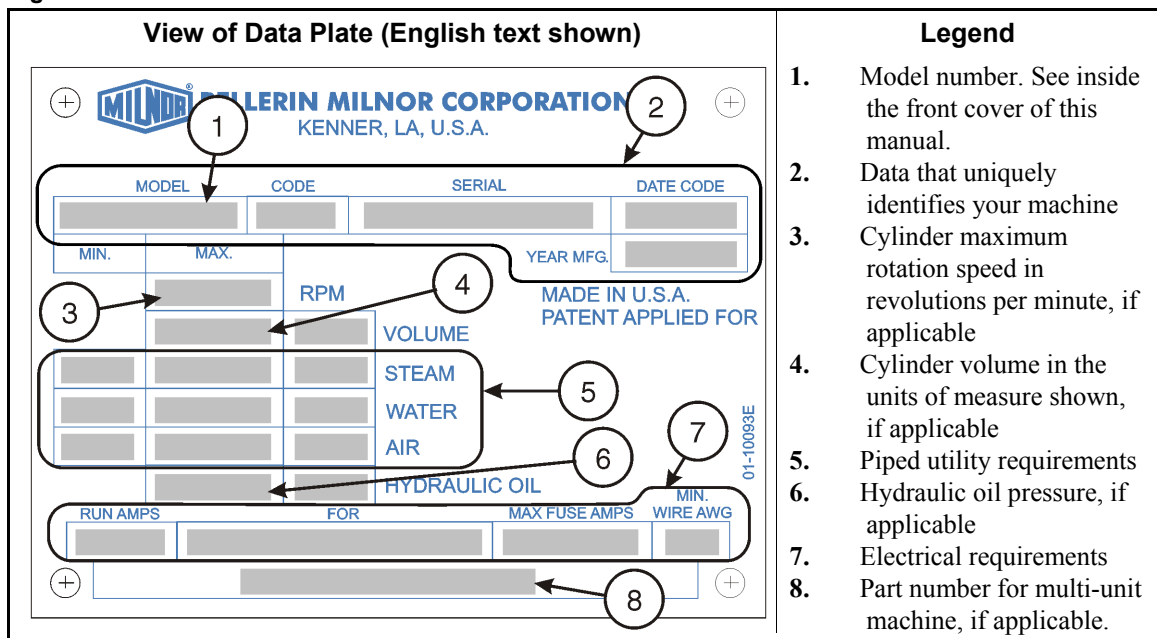 View of Data Plate (English text shown)
MILNOR ®
PELLERIN MILNOR CORPORATION
KENNER, LA, U.S.A.
1
2
MODEL CODE SERIAL DATE CODE
MIN. MAX. YEAR MFG.
3
RPM
4
MADE IN U.S.A.
PATENT APPLIED FOR
VOLUME
STEAM
5
WATER
AIR
7
01-10093E
6
HYDRAULIC OIL
RUN AMPS FOR MAX FUSE AMPS MIN. WIRE AWG
8
Legend
1. Model number. See inside
the front cover of this
manual.
2. Data that uniquely
identifies your machine
3. Cylinder maximum
rotation speed in
revolutions per minute, if
applicable
4. Cylinder volume in the
units of measure shown,
if applicable
5. Piped utility requirements
6. Hydraulic oil pressure, if
applicable
7. Electrical requirements
8. Part number for multi-unit
machine, if applicable.